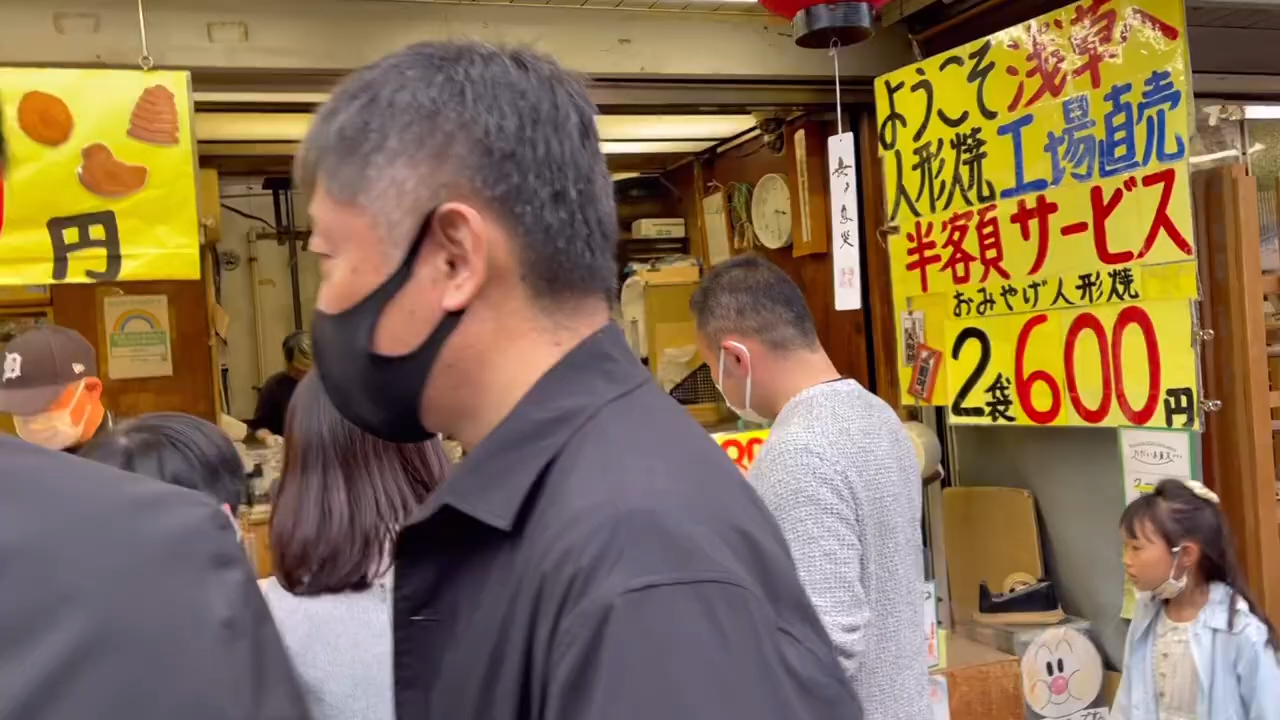 円
ようこそ浅草へ
人形焼工場直売
半額サービス
おみやげ人形焼
2袋600円
D